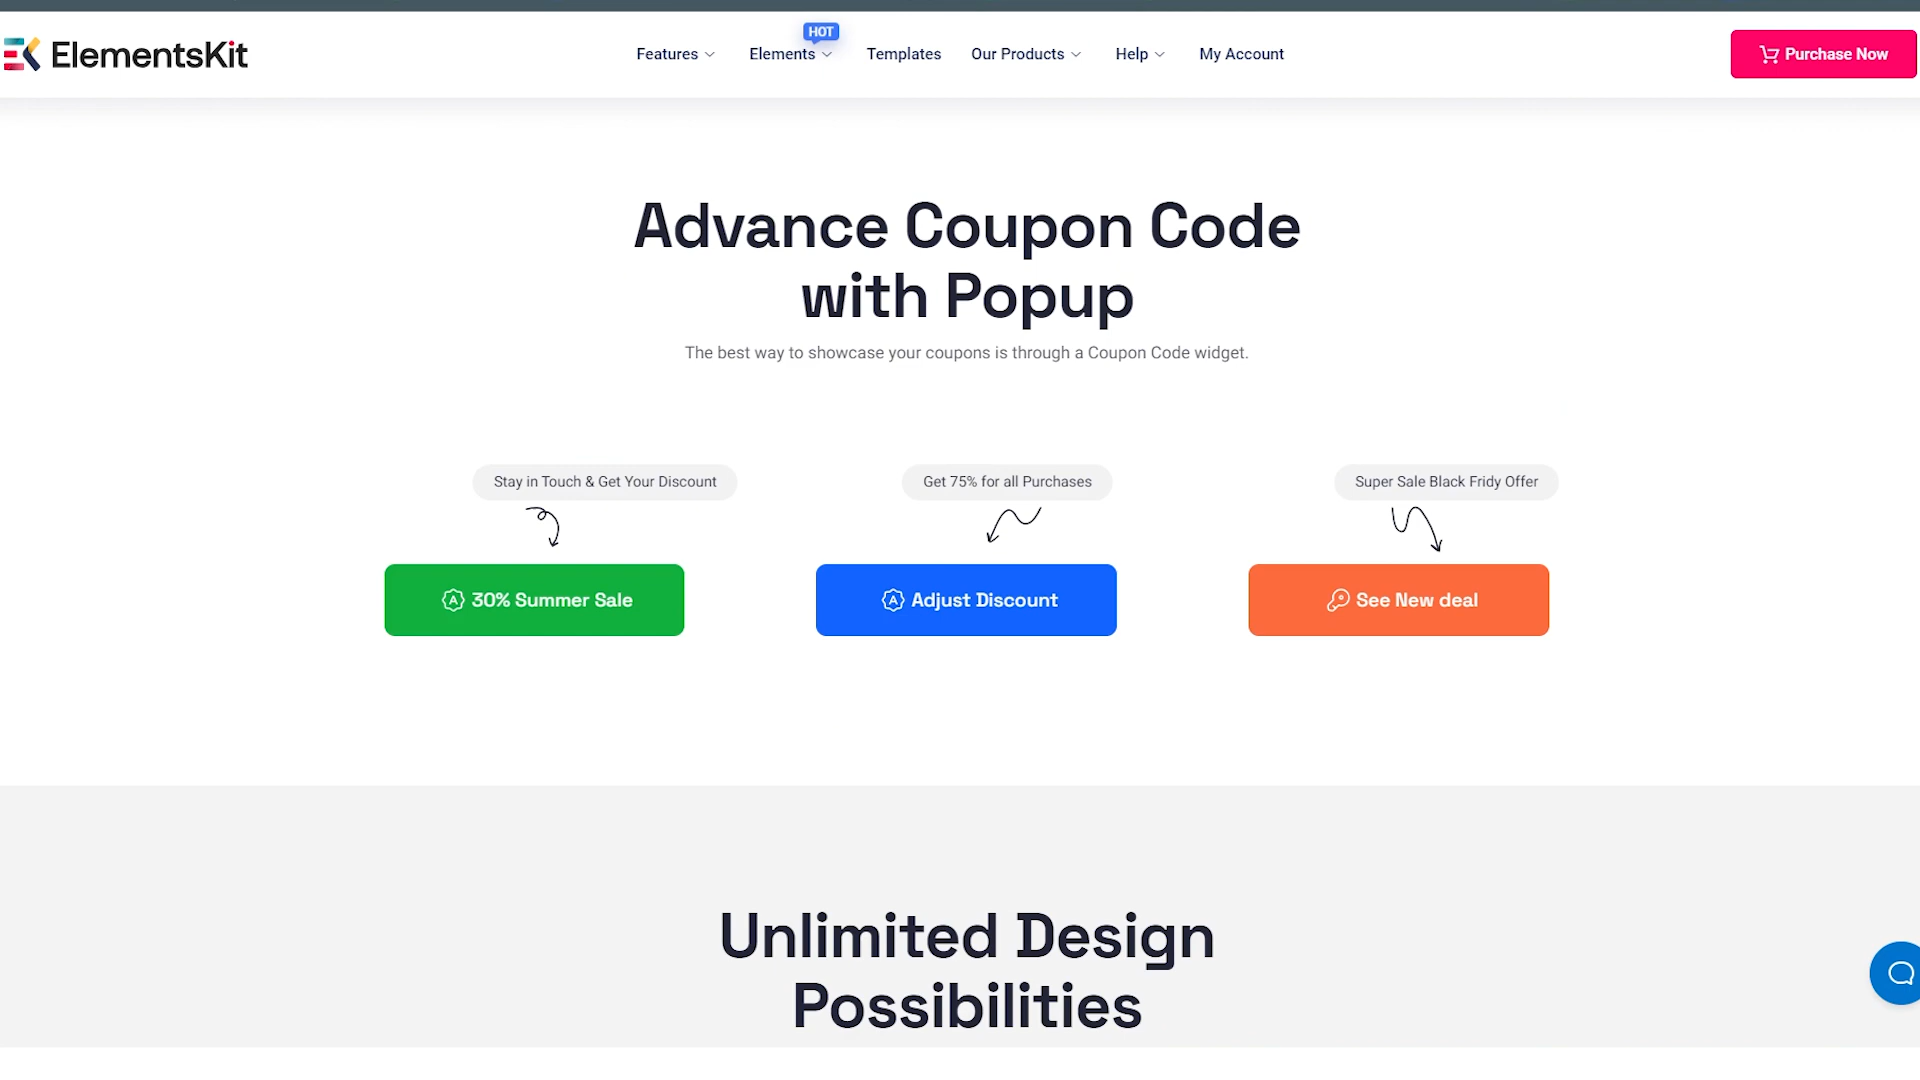 ElementsKit
Features
Elements
HOT
Templates
Our Products
Help
My Account
Purchase Now
Advance Coupon Code
with Popup
The best way to showcase your coupons is through a Coupon Code widget.
Stay in Touch & Get Your Discount
Get 75% for all Purchases
Super Sale Black Fridy Offer
30% Summer Sale
Adjust Discount
See New deal
Unlimited Design
Possibilities